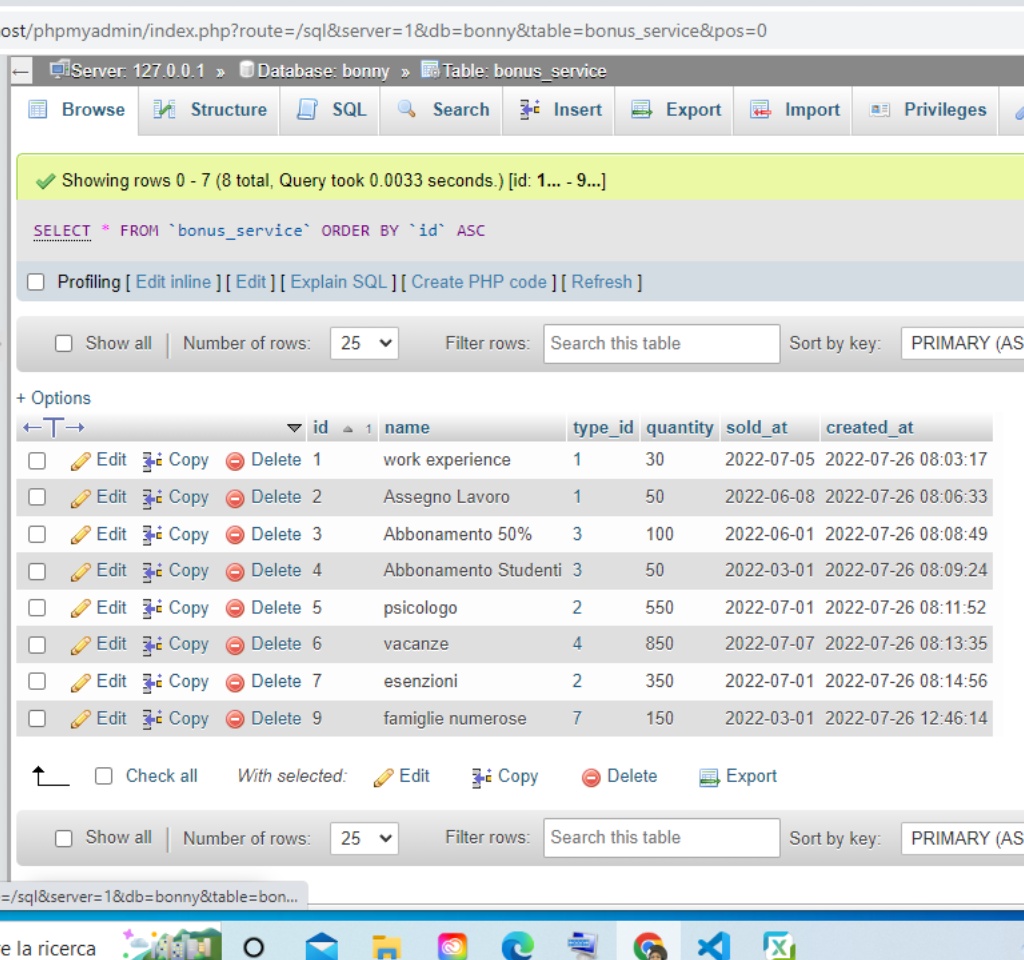 ost/phpmyadmin/index.php?route=/sql&server=1&db=bonny&table=bonus_service&pos=0
Server: 127.0.0.1 » Database: bonny » Table: bonus_service
Browse Structure SQL Search Insert Export Import Privileges
Showing rows 0 - 7 (8 total, Query took 0.0033 seconds.) [id: 1... - 9...]
SELECT * FROM `bonus_service` ORDER BY `id` ASC
Profiling [ Edit inline ] [ Edit ] [ Explain SQL ] [ Create PHP code ] [ Refresh ]
Show all | Number of rows: 25 Filter rows: Search this table Sort by key: PRIMARY (AS
+ Options
←T→ id 1 name type_id quantity sold_at created_at
Edit Copy Delete 1 work experience 1 30 2022-07-05 2022-07-26 08:03:17
Edit Copy Delete 2 Assegno Lavoro 1 50 2022-06-08 2022-07-26 08:06:33
Edit Copy Delete 3 Abbonamento 50% 3 100 2022-06-01 2022-07-26 08:08:49
Edit Copy Delete 4 Abbonamento Studenti 3 50 2022-03-01 2022-07-26 08:09:24
Edit Copy Delete 5 psicologo 2 550 2022-07-01 2022-07-26 08:11:52
Edit Copy Delete 6 vacanze 4 850 2022-07-07 2022-07-26 08:13:35
Edit Copy Delete 7 esenzioni 2 350 2022-07-01 2022-07-26 08:14:56
Edit Copy Delete 9 famiglie numerose 7 150 2022-03-01 2022-07-26 12:46:14
Check all With selected: Edit Copy Delete Export
Show all | Number of rows: 25 Filter rows: Search this table Sort by key: PRIMARY (AS
=/sql&server=1&db=bonny&table=bon...
re la ricerca